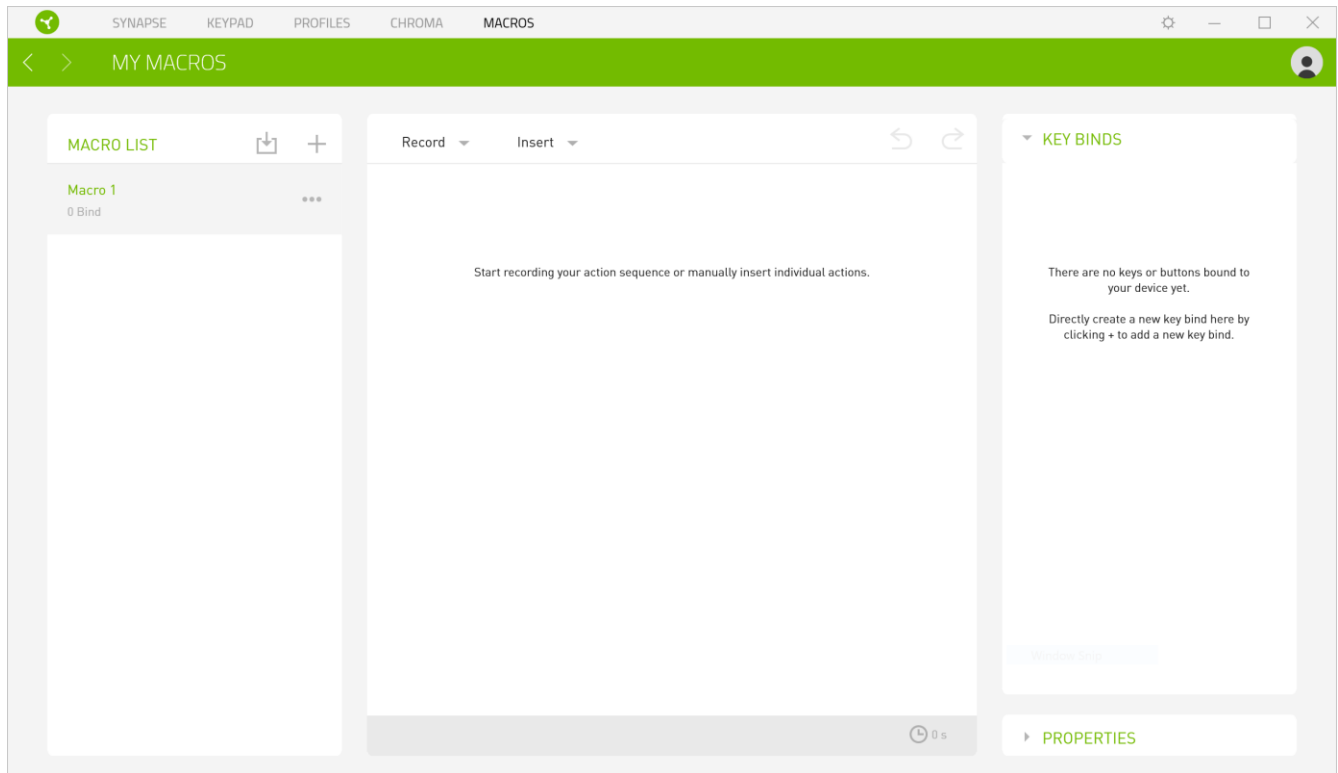 SYNAPSE KEYPAD PROFILES CHROMA MACROS
MY MACROS
MACRO LIST
Macro 1
0 Bind
Record Insert
Start recording your action sequence or manually insert individual actions.
0 s
KEY BINDS
There are no keys or buttons bound to
your device yet.
Directly create a new key bind here by
clicking + to add a new key bind.
Window Snip
PROPERTIES